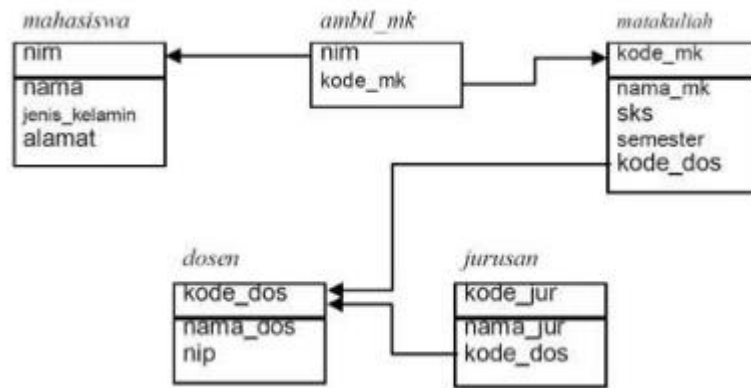 mahasiswa
nim
nama
jenis_kelamin
alamat
ambil_mk
nim
kode_mk
matakuliah
kode_mk
nama_mk
sks
semester
kode_dos
dosen
kode_dos
nama_dos
nip
jurusan
kode_jur
nama_jur
kode_dos